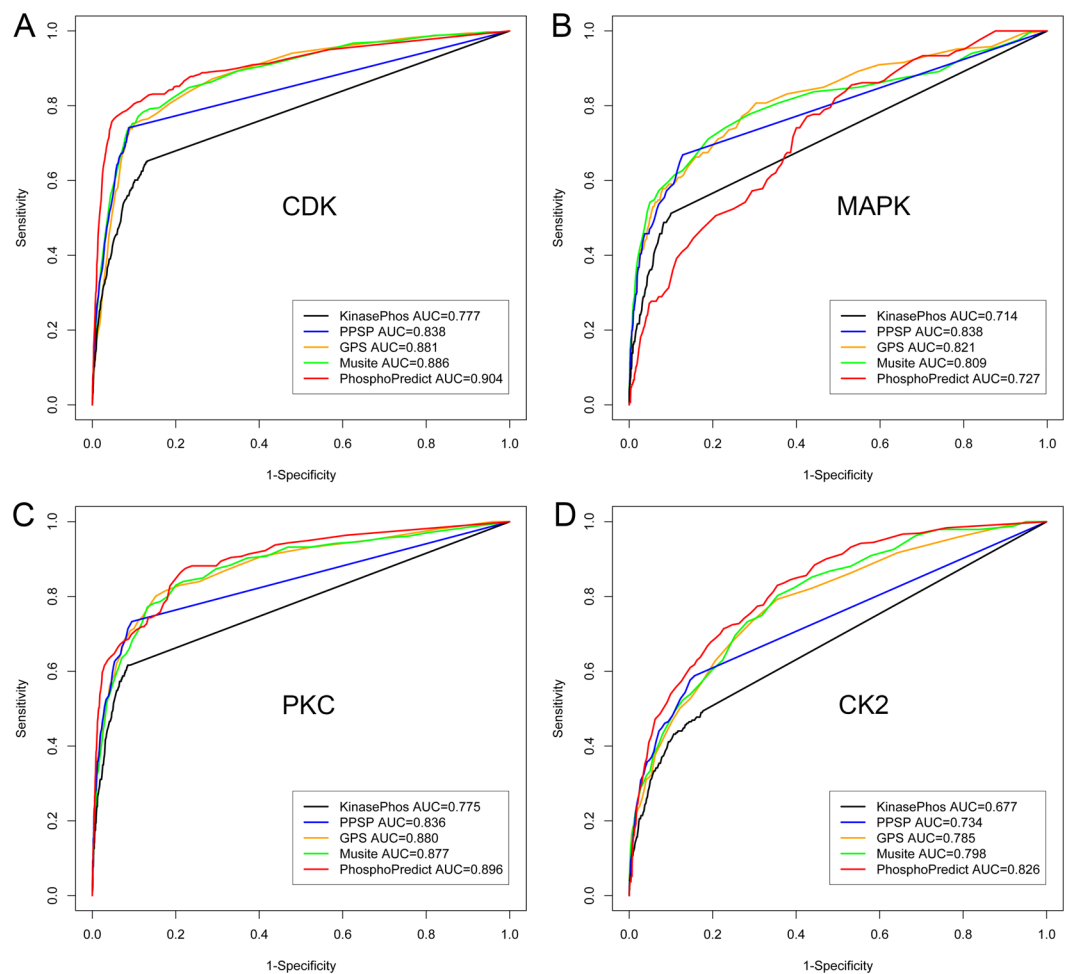 A
1.0
0.8
0.6
0.4
0.2
0.0
Sensitivity
CDK
KinasePhos AUC=0.777
PPSP AUC=0.838
GPS AUC=0.881
Musite AUC=0.886
PhosphoPredict AUC=0.904
0.0 0.2 0.4 0.6 0.8 1.0
1-Specificity
B
1.0
0.8
0.6
0.4
0.2
0.0
Sensitivity
MAPK
KinasePhos AUC=0.714
PPSP AUC=0.838
GPS AUC=0.821
Musite AUC=0.809
PhosphoPredict AUC=0.727
0.0 0.2 0.4 0.6 0.8 1.0
1-Specificity
C
1.0
0.8
0.6
0.4
0.2
0.0
Sensitivity
PKC
KinasePhos AUC=0.775
PPSP AUC=0.836
GPS AUC=0.880
Musite AUC=0.877
PhosphoPredict AUC=0.896
0.0 0.2 0.4 0.6 0.8 1.0
1-Specificity
D
1.0
0.8
0.6
0.4
0.2
0.0
Sensitivity
CK2
KinasePhos AUC=0.677
PPSP AUC=0.734
GPS AUC=0.785
Musite AUC=0.798
PhosphoPredict AUC=0.826
0.0 0.2 0.4 0.6 0.8 1.0
1-Specificity